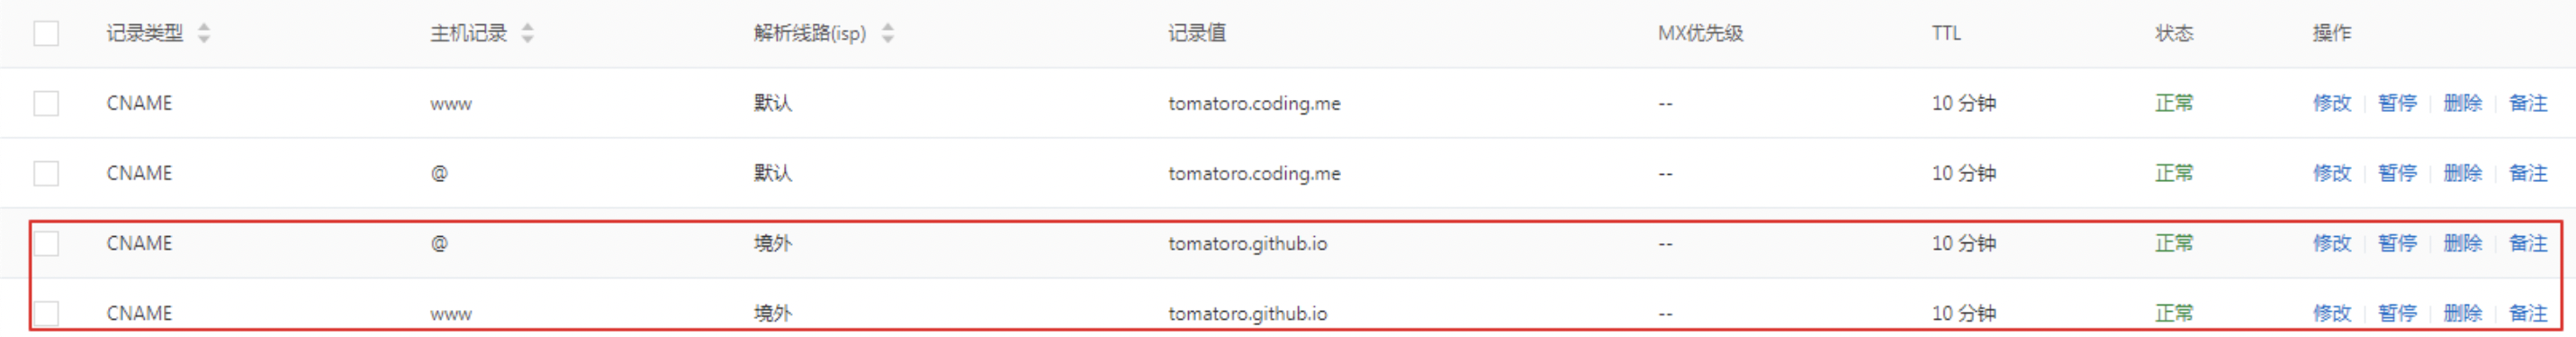 记录类型 主机记录 解析线路(isp) 记录值 MX优先级 TTL 状态 操作
CNAME www 默认 tomatoro.coding.me -- 10 分钟 正常 修改 暂停 删除 备注
CNAME @ 默认 tomatoro.coding.me -- 10 分钟 正常 修改 暂停 删除 备注
CNAME @ 境外 tomatoro.github.io -- 10 分钟 正常 修改 暂停 删除 备注
CNAME www 境外 tomatoro.github.io -- 10 分钟 正常 修改 暂停 删除 备注